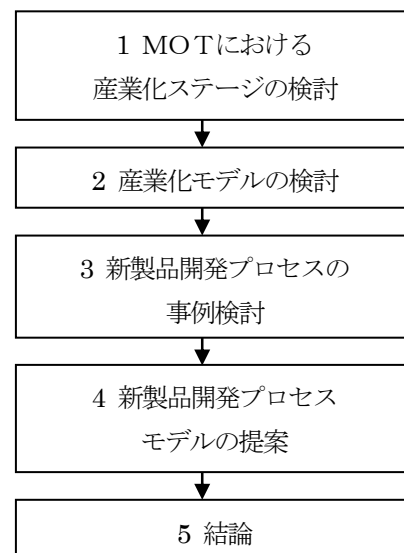 1 MOTにおける
産業化ステージの検討
2 産業化モデルの検討
3 新製品開発プロセスの
事例検討
4 新製品開発プロセス
モデルの提案
5 結論